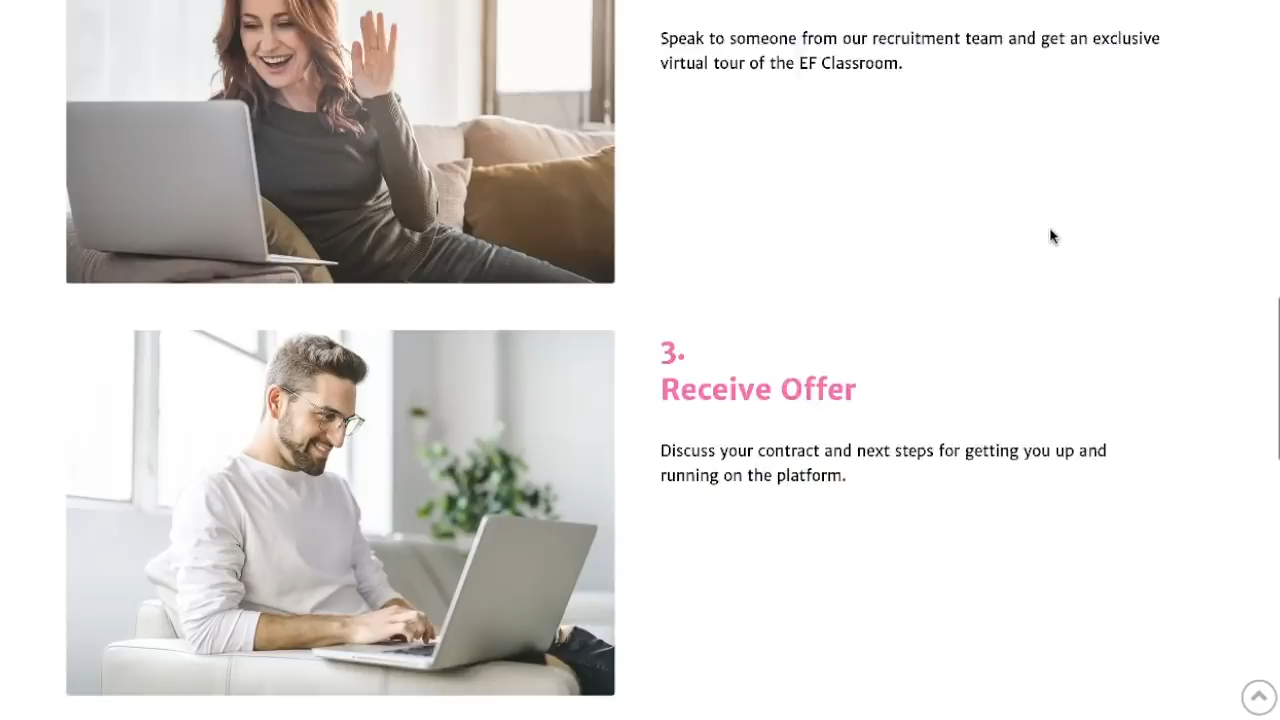 Speak to someone from our recruitment team and get an exclusive
virtual tour of the EF Classroom.
3.
Receive Offer
Discuss your contract and next steps for getting you up and
running on the platform.